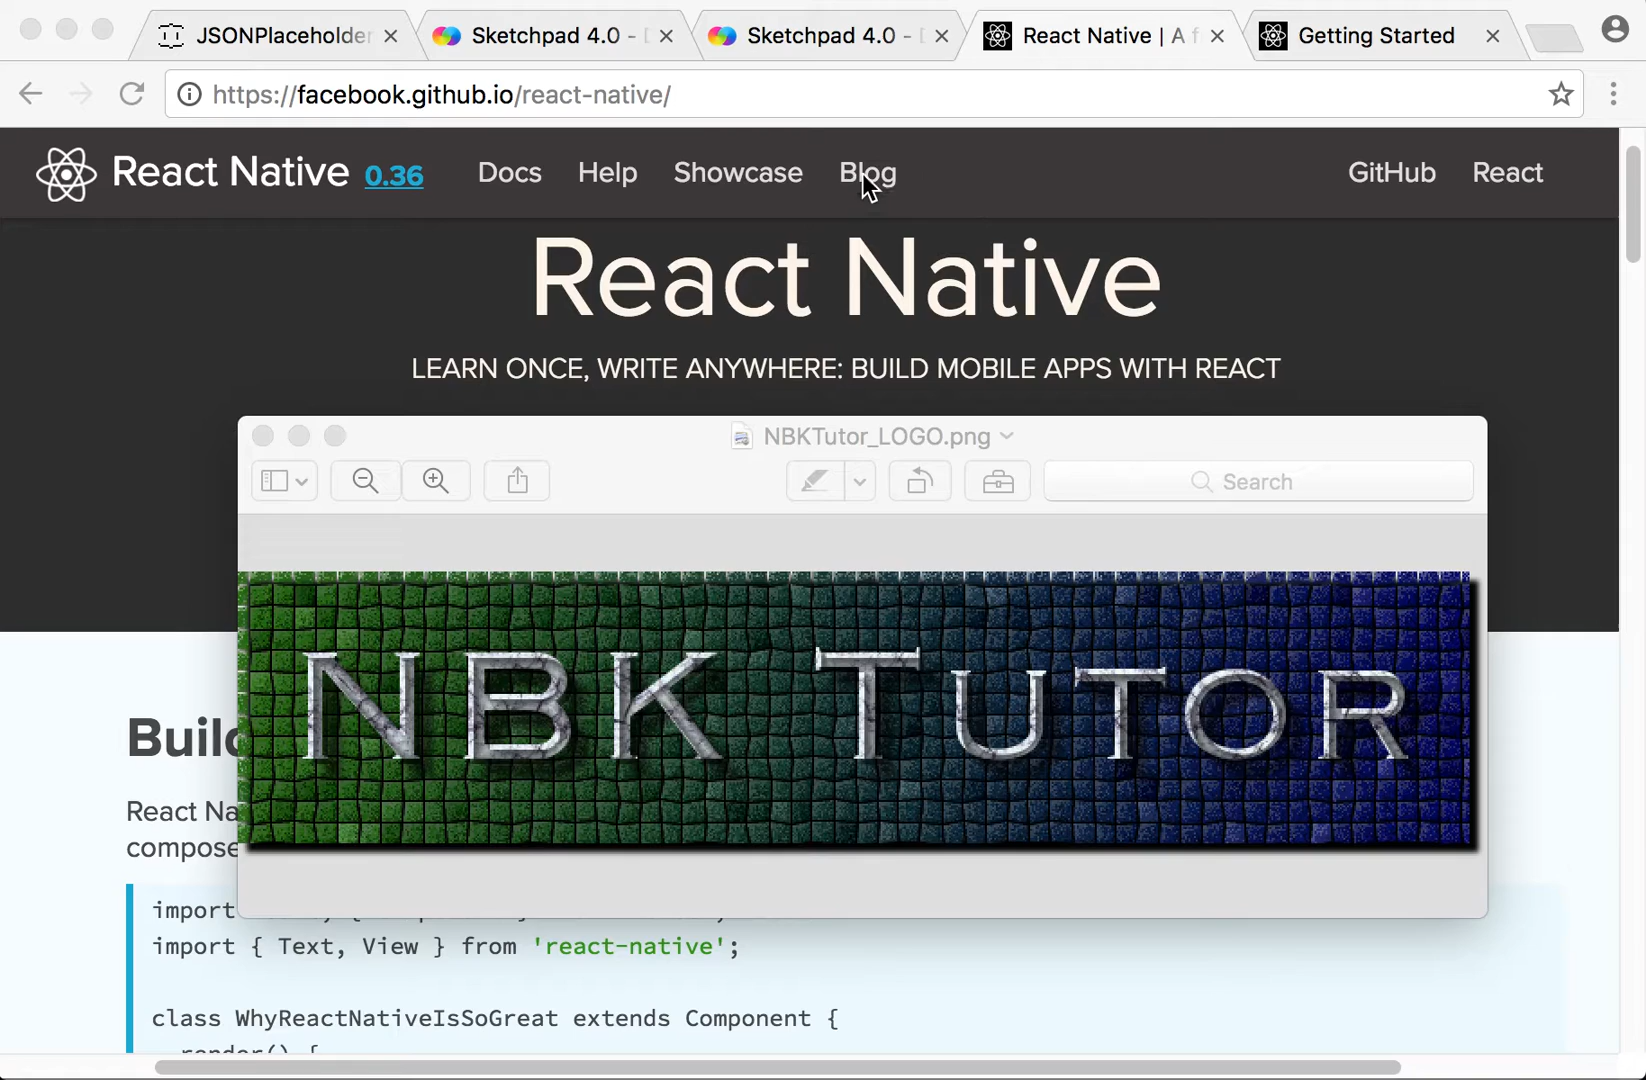 JSONPlaceholder
Sketchpad 4.0 - D
Sketchpad 4.0 - D
React Native | A f
Getting Started
https://facebook.github.io/react-native/
React Native 0.36 Docs Help Showcase Blog GitHub React
React Native
LEARN ONCE, WRITE ANYWHERE: BUILD MOBILE APPS WITH REACT
NBKTutor_LOGO.png
Search
NBK TUTOR
Build
React Na
compose
import
import { Text, View } from 'react-native';
class WhyReactNativeIsSoGreat extends Component {
render() {